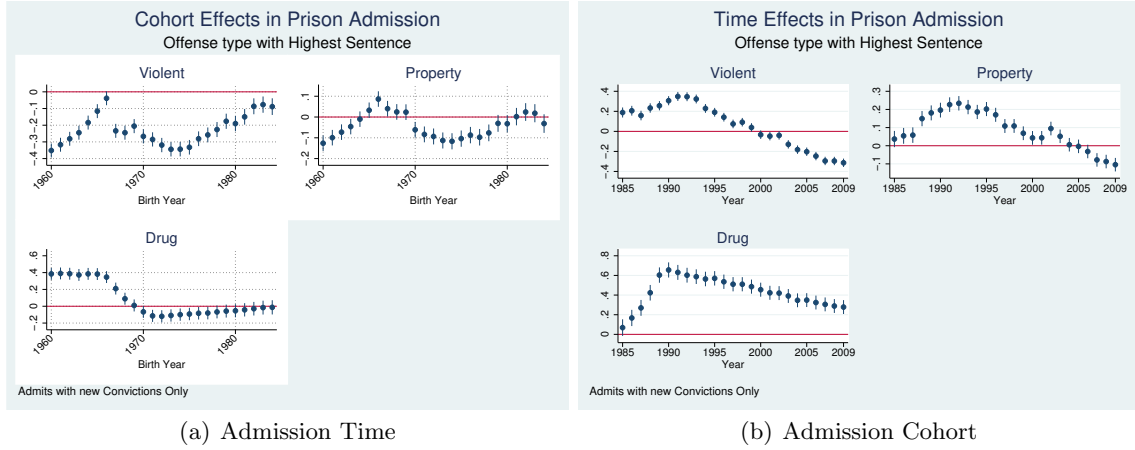 Cohort Effects in Prison Admission
Offense type with Highest Sentence
Violent
0
-.1
-.2
-.3
-.4
1960
1970
1980
Birth Year
Property
.1
0
-.1
-.2
1960
1970
1980
Birth Year
Drug
.6
.4
.2
0
-.2
1960
1970
1980
Birth Year
Admits with new Convictions Only
(a) Admission Time
Time Effects in Prison Admission
Offense type with Highest Sentence
Violent
.4
.2
0
-.2
-.4
1985
1990
1995
2000
2005
2009
Year
Property
.3
.2
.1
0
-.1
1985
1990
1995
2000
2005
2009
Year
Drug
.8
.6
.4
.2
0
1985
1990
1995
2000
2005
2009
Year
Admits with new Convictions Only
(b) Admission Cohort